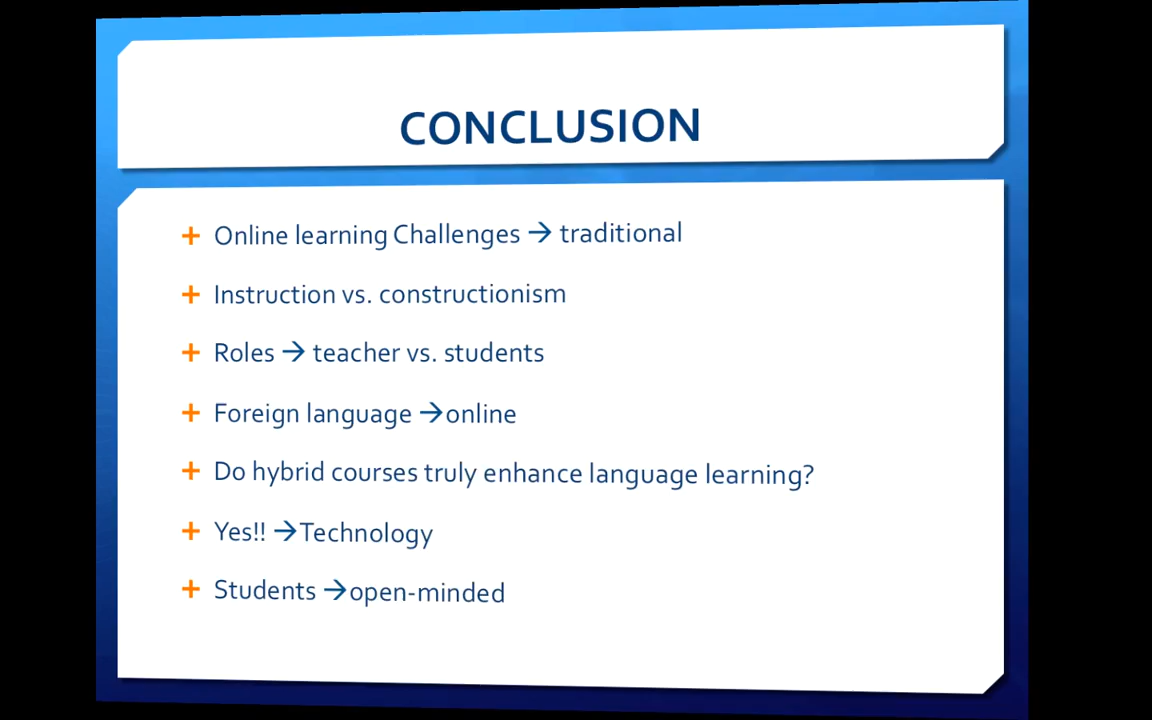 CONCLUSION
+ Online learning Challenges → traditional
+ Instruction vs. constructionism
+ Roles → teacher vs. students
+ Foreign language →online
+ Do hybrid courses truly enhance language learning?
+ Yes!! →Technology
+ Students →open-minded